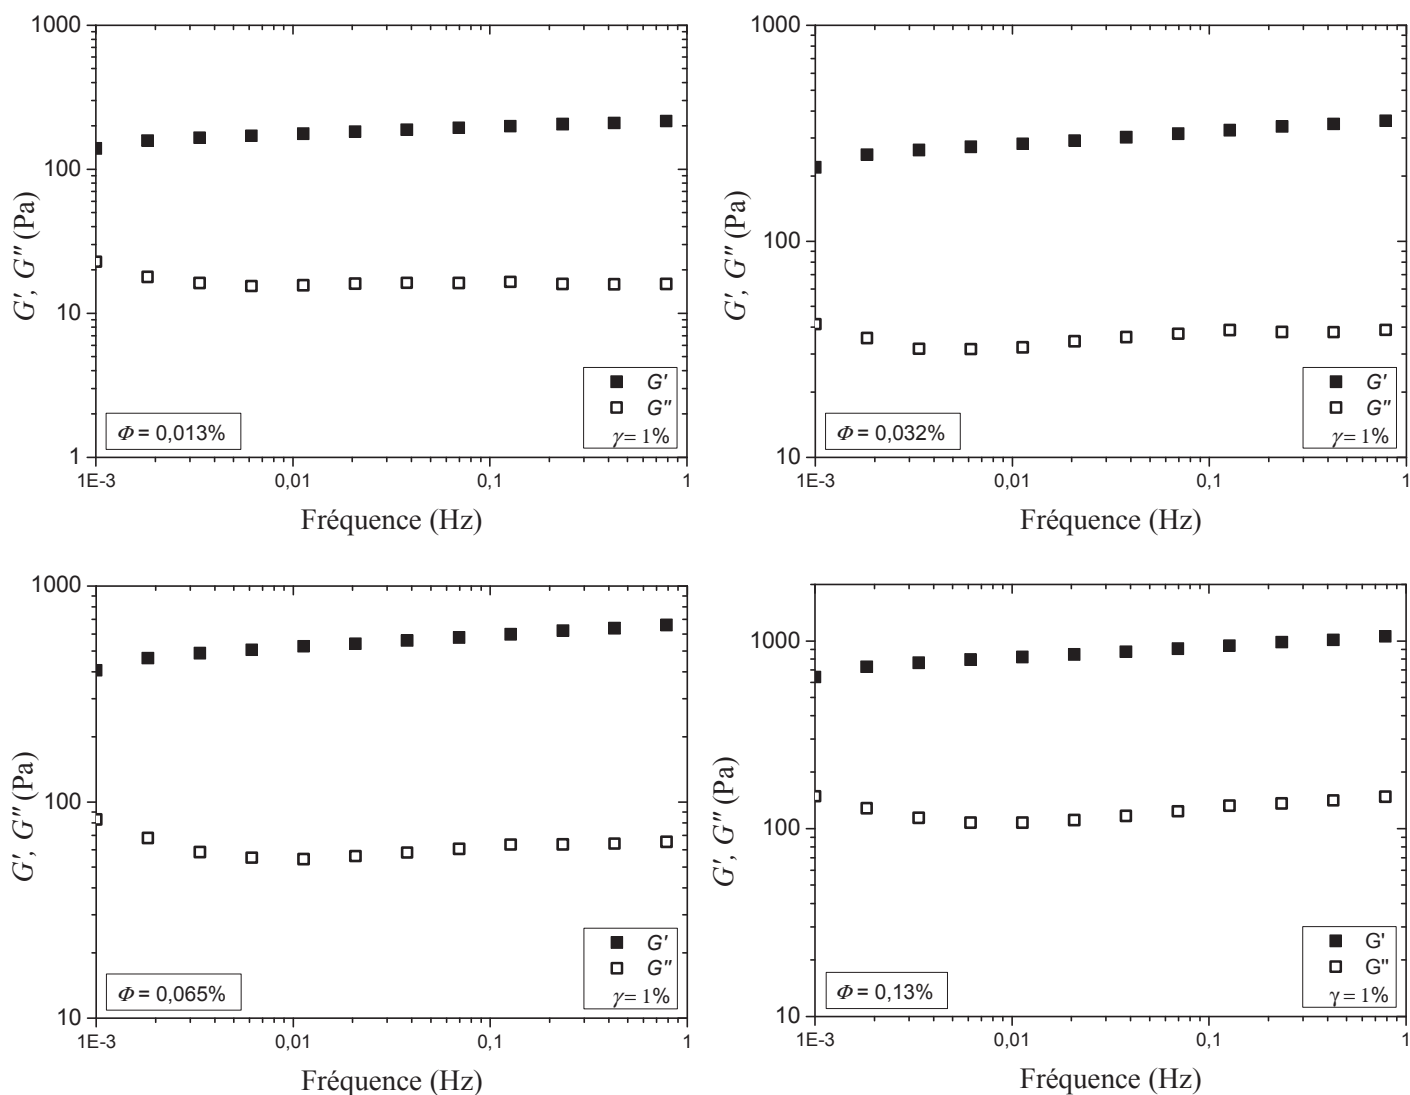 1000
100
10
1
G', G" (Pa)
G'
G"
γ = 1%
Φ = 0,013%
1E-3 0,01 0,1 1
Fréquence (Hz)
1000
100
10
G', G" (Pa)
G'
G"
γ = 1%
Φ = 0,032%
1E-3 0,01 0,1 1
Fréquence (Hz)
1000
100
10
G', G" (Pa)
G'
G"
γ = 1%
Φ = 0,065%
1E-3 0,01 0,1 1
Fréquence (Hz)
1000
100
10
G', G" (Pa)
G'
G"
γ = 1%
Φ = 0,13%
1E-3 0,01 0,1 1
Fréquence (Hz)